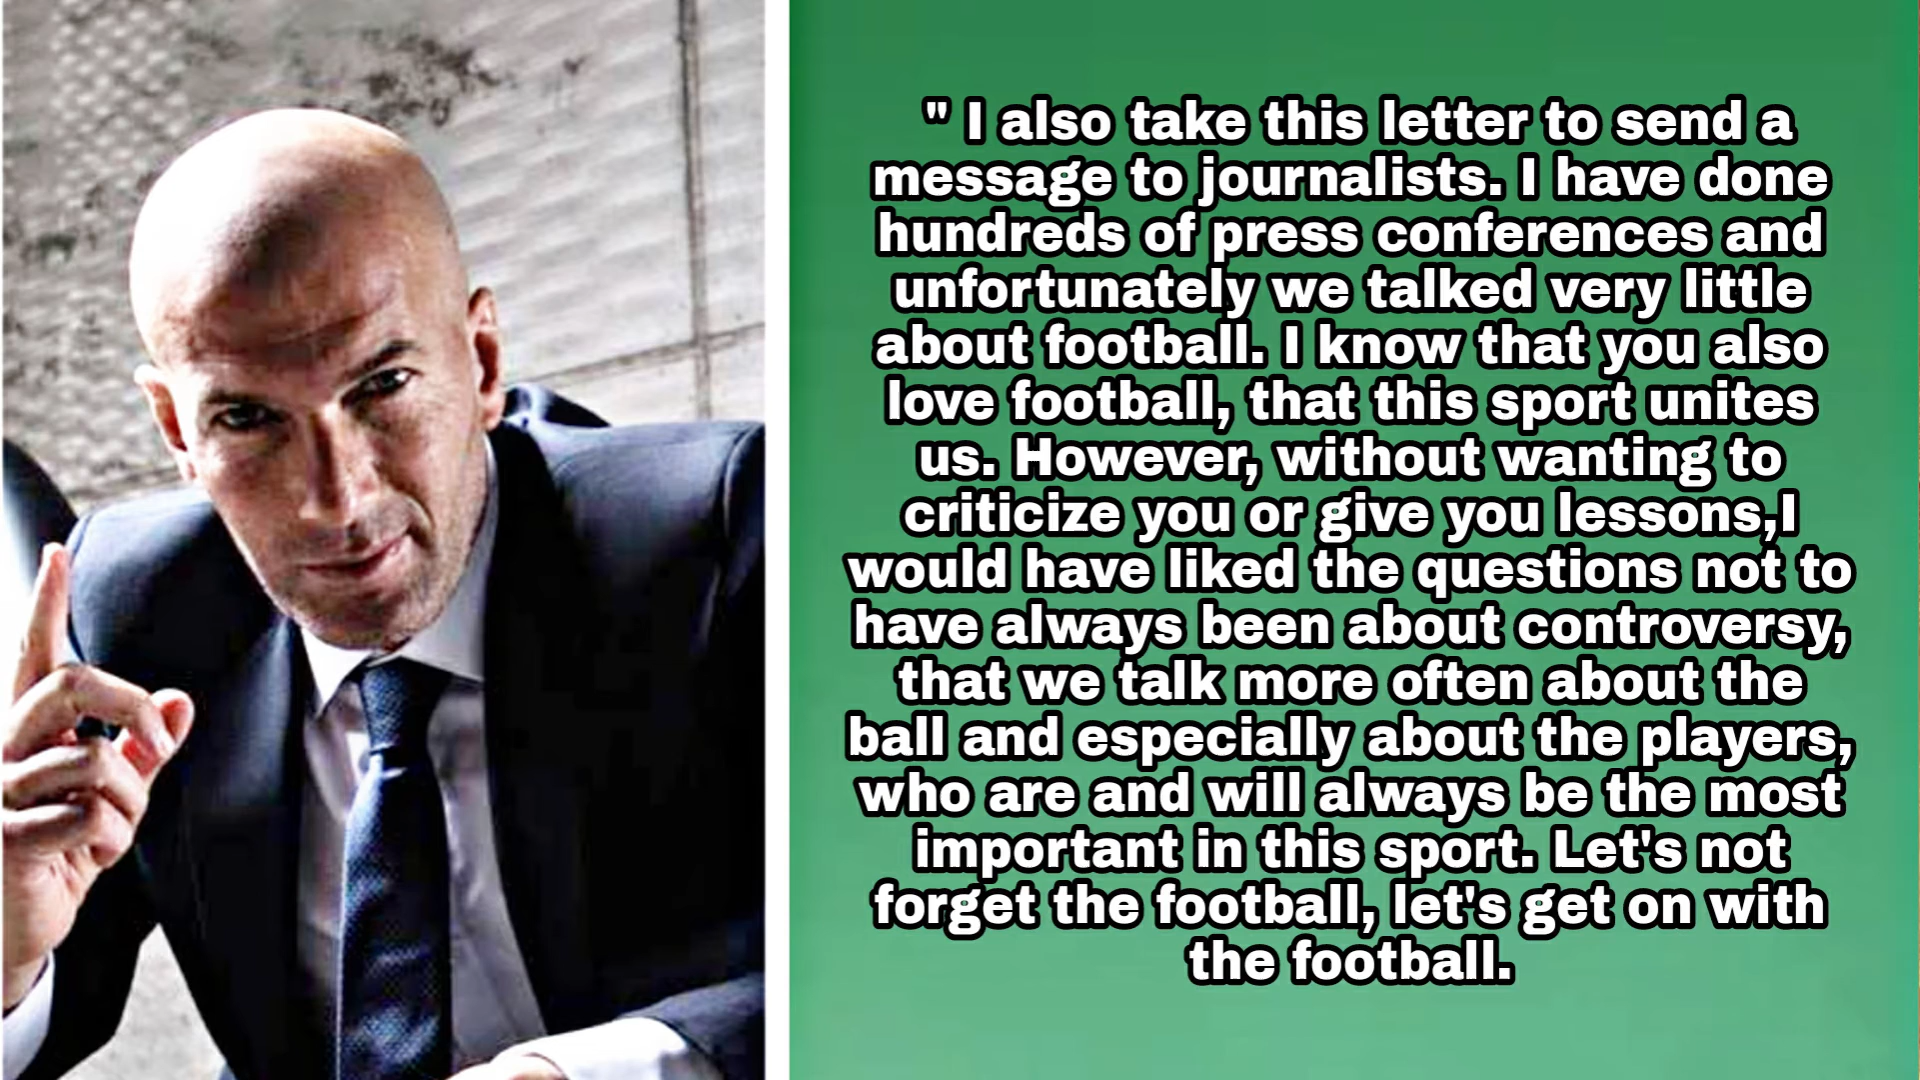 " I also take this letter to send a
message to journalists. I have done
hundreds of press conferences and
unfortunately we talked very little
about football. I know that you also
love football, that this sport unites
us. However, without wanting to
criticize you or give you lessons,I
would have liked the questions not to
have always been about controversy,
that we talk more often about the
ball and especially about the players,
who are and will always be the most
important in this sport. Let's not
forget the football, let's get on with
the football.